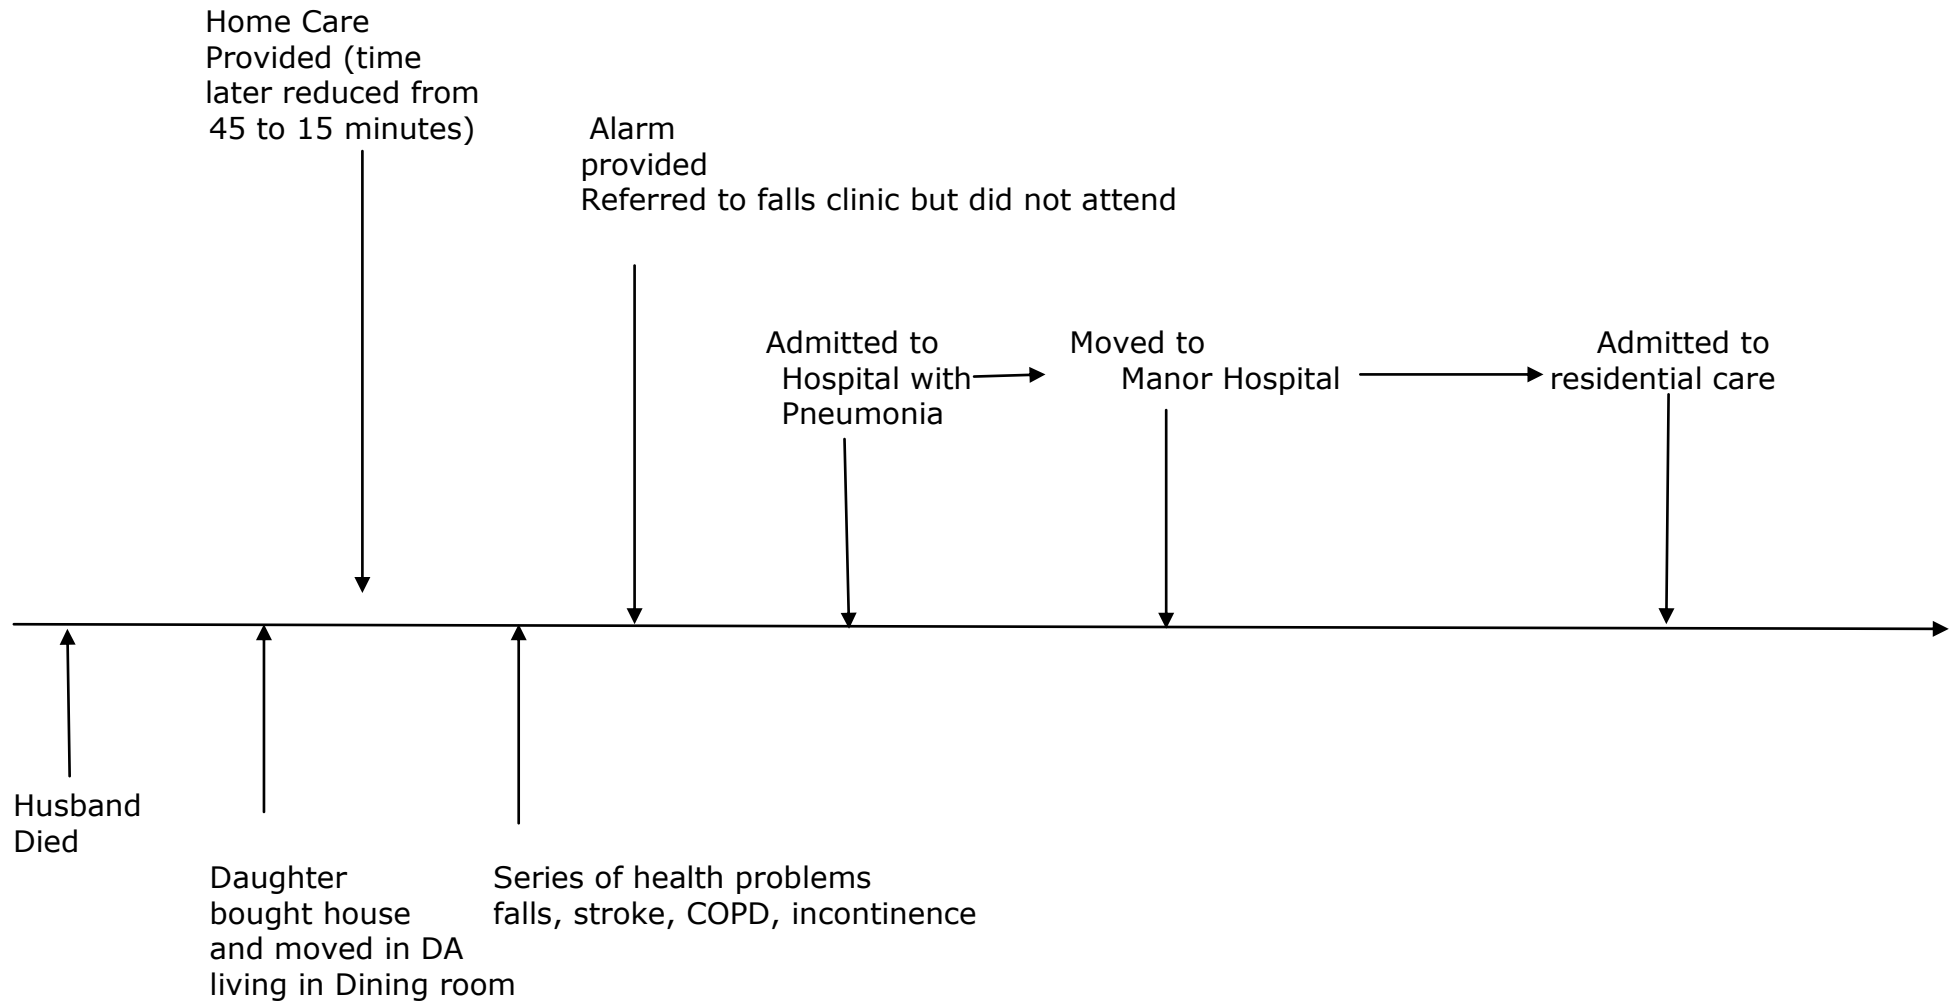 Home Care
Provided (time
later reduced from
45 to 15 minutes)
Alarm
provided
Referred to falls clinic but did not attend
Admitted to
Hospital with
Pneumonia
Moved to
Manor Hospital
Admitted to
residential care
Husband
Died
Daughter
bought house
and moved in DA
living in Dining room
Series of health problems
falls, stroke, COPD, incontinence